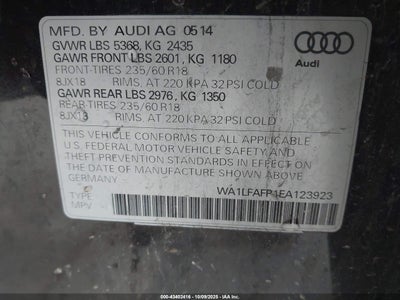 MFD. BY AUDI AG 05 14
GVWR LBS 5368, KG 2435
GAWR FRONT LBS 2601, KG 1180
FRONT TIRES 235/60 R18
8JX18 RIMS. AT 220 KPA 32 PSI COLD
GAWR REAR LBS 2976, KG 1350
REAR TIRES 235/60 R18
8JX18 RIMS, AT 220 KPA 32 PSI COLD
Audi
THIS VEHICLE CONFORMS TO ALL APPLICABLE
U.S. FEDERAL MOTOR VEHICLE SAFETY AND
THEFT PREVENTION STANDARDS IN EFFECT ON
THE DATE OF MANUFACTURE SHOWN ABOVE
GERMANY
WA1LFAFP4EA123923
TYPE:
MPV
000-43403416 - 10/09/2025 - IAA, Inc.